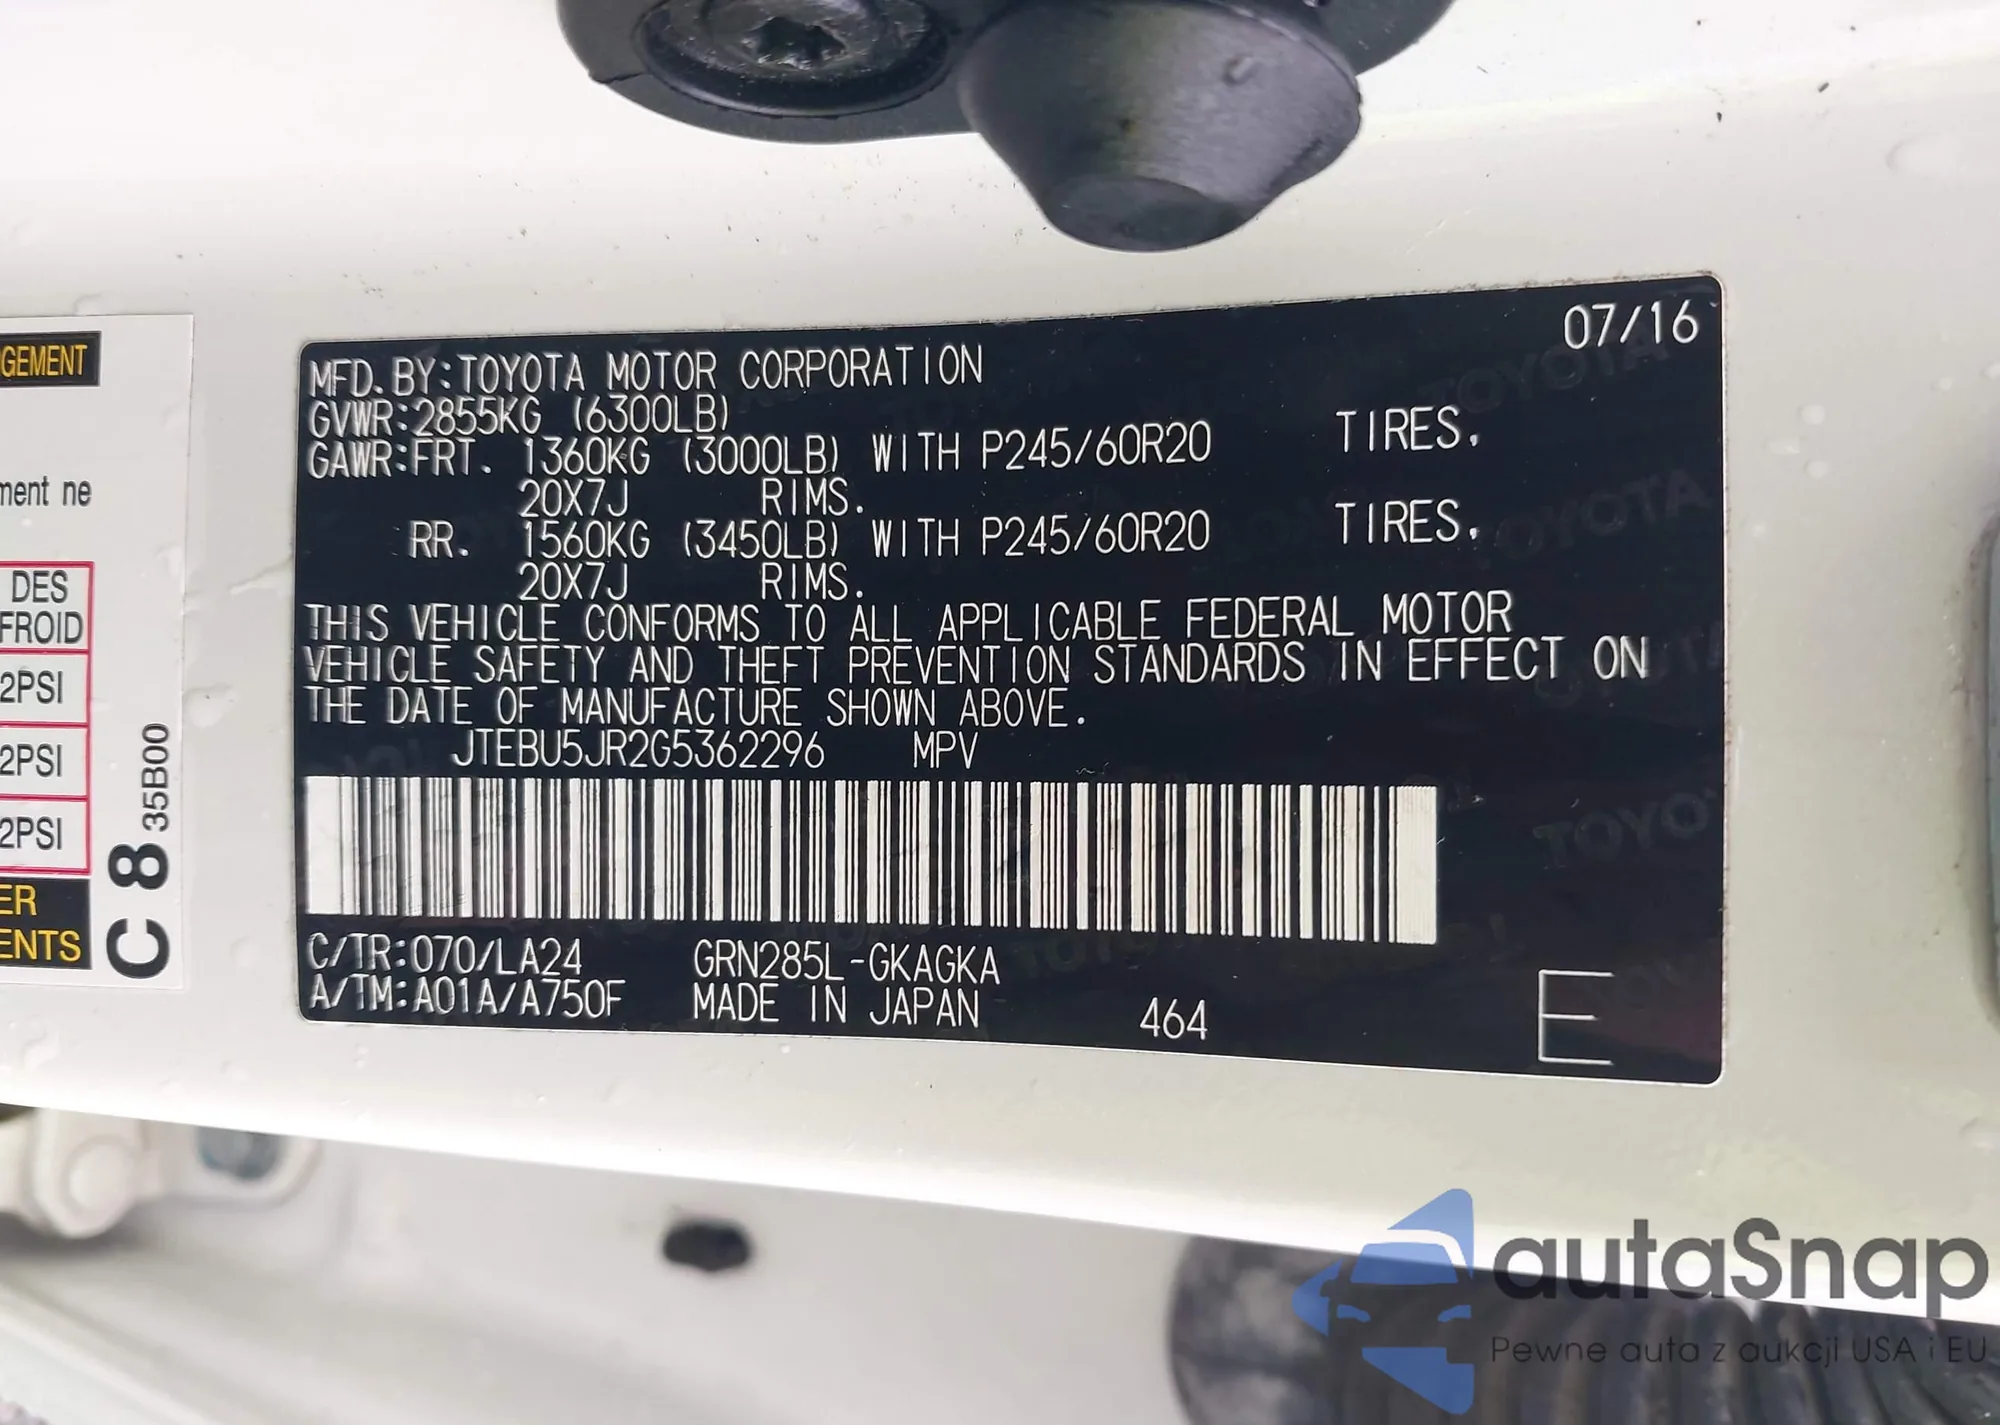 GEMENT
ment ne
DES
FROID
2PSI
2PSI
2PSI
ER
ENTS
C 8 35B00
07/16
MFD. BY:TOYOTA MOTOR CORPORATION
GVWR:2855KG (6300LB)
GAWR:FRT. 1360KG (3000LB) WITH P245/60R20 TIRES.
20X7J RIMS.
RR. 1560KG (3450LB) WITH P245/60R20 TIRES.
20X7J RIMS.
THIS VEHICLE CONFORMS TO ALL APPLICABLE FEDERAL MOTOR
VEHICLE SAFETY AND THEFT PREVENTION STANDARDS IN EFFECT ON
THE DATE OF MANUFACTURE SHOWN ABOVE.
JTEBU5JR2G5362296 MPV
C/TR:070/LA24 GRN285L-GKAGKA
A/TM:A01A/A750F MADE IN JAPAN 464
E
autaSnap
Pewne auta z aukcji USA i EU